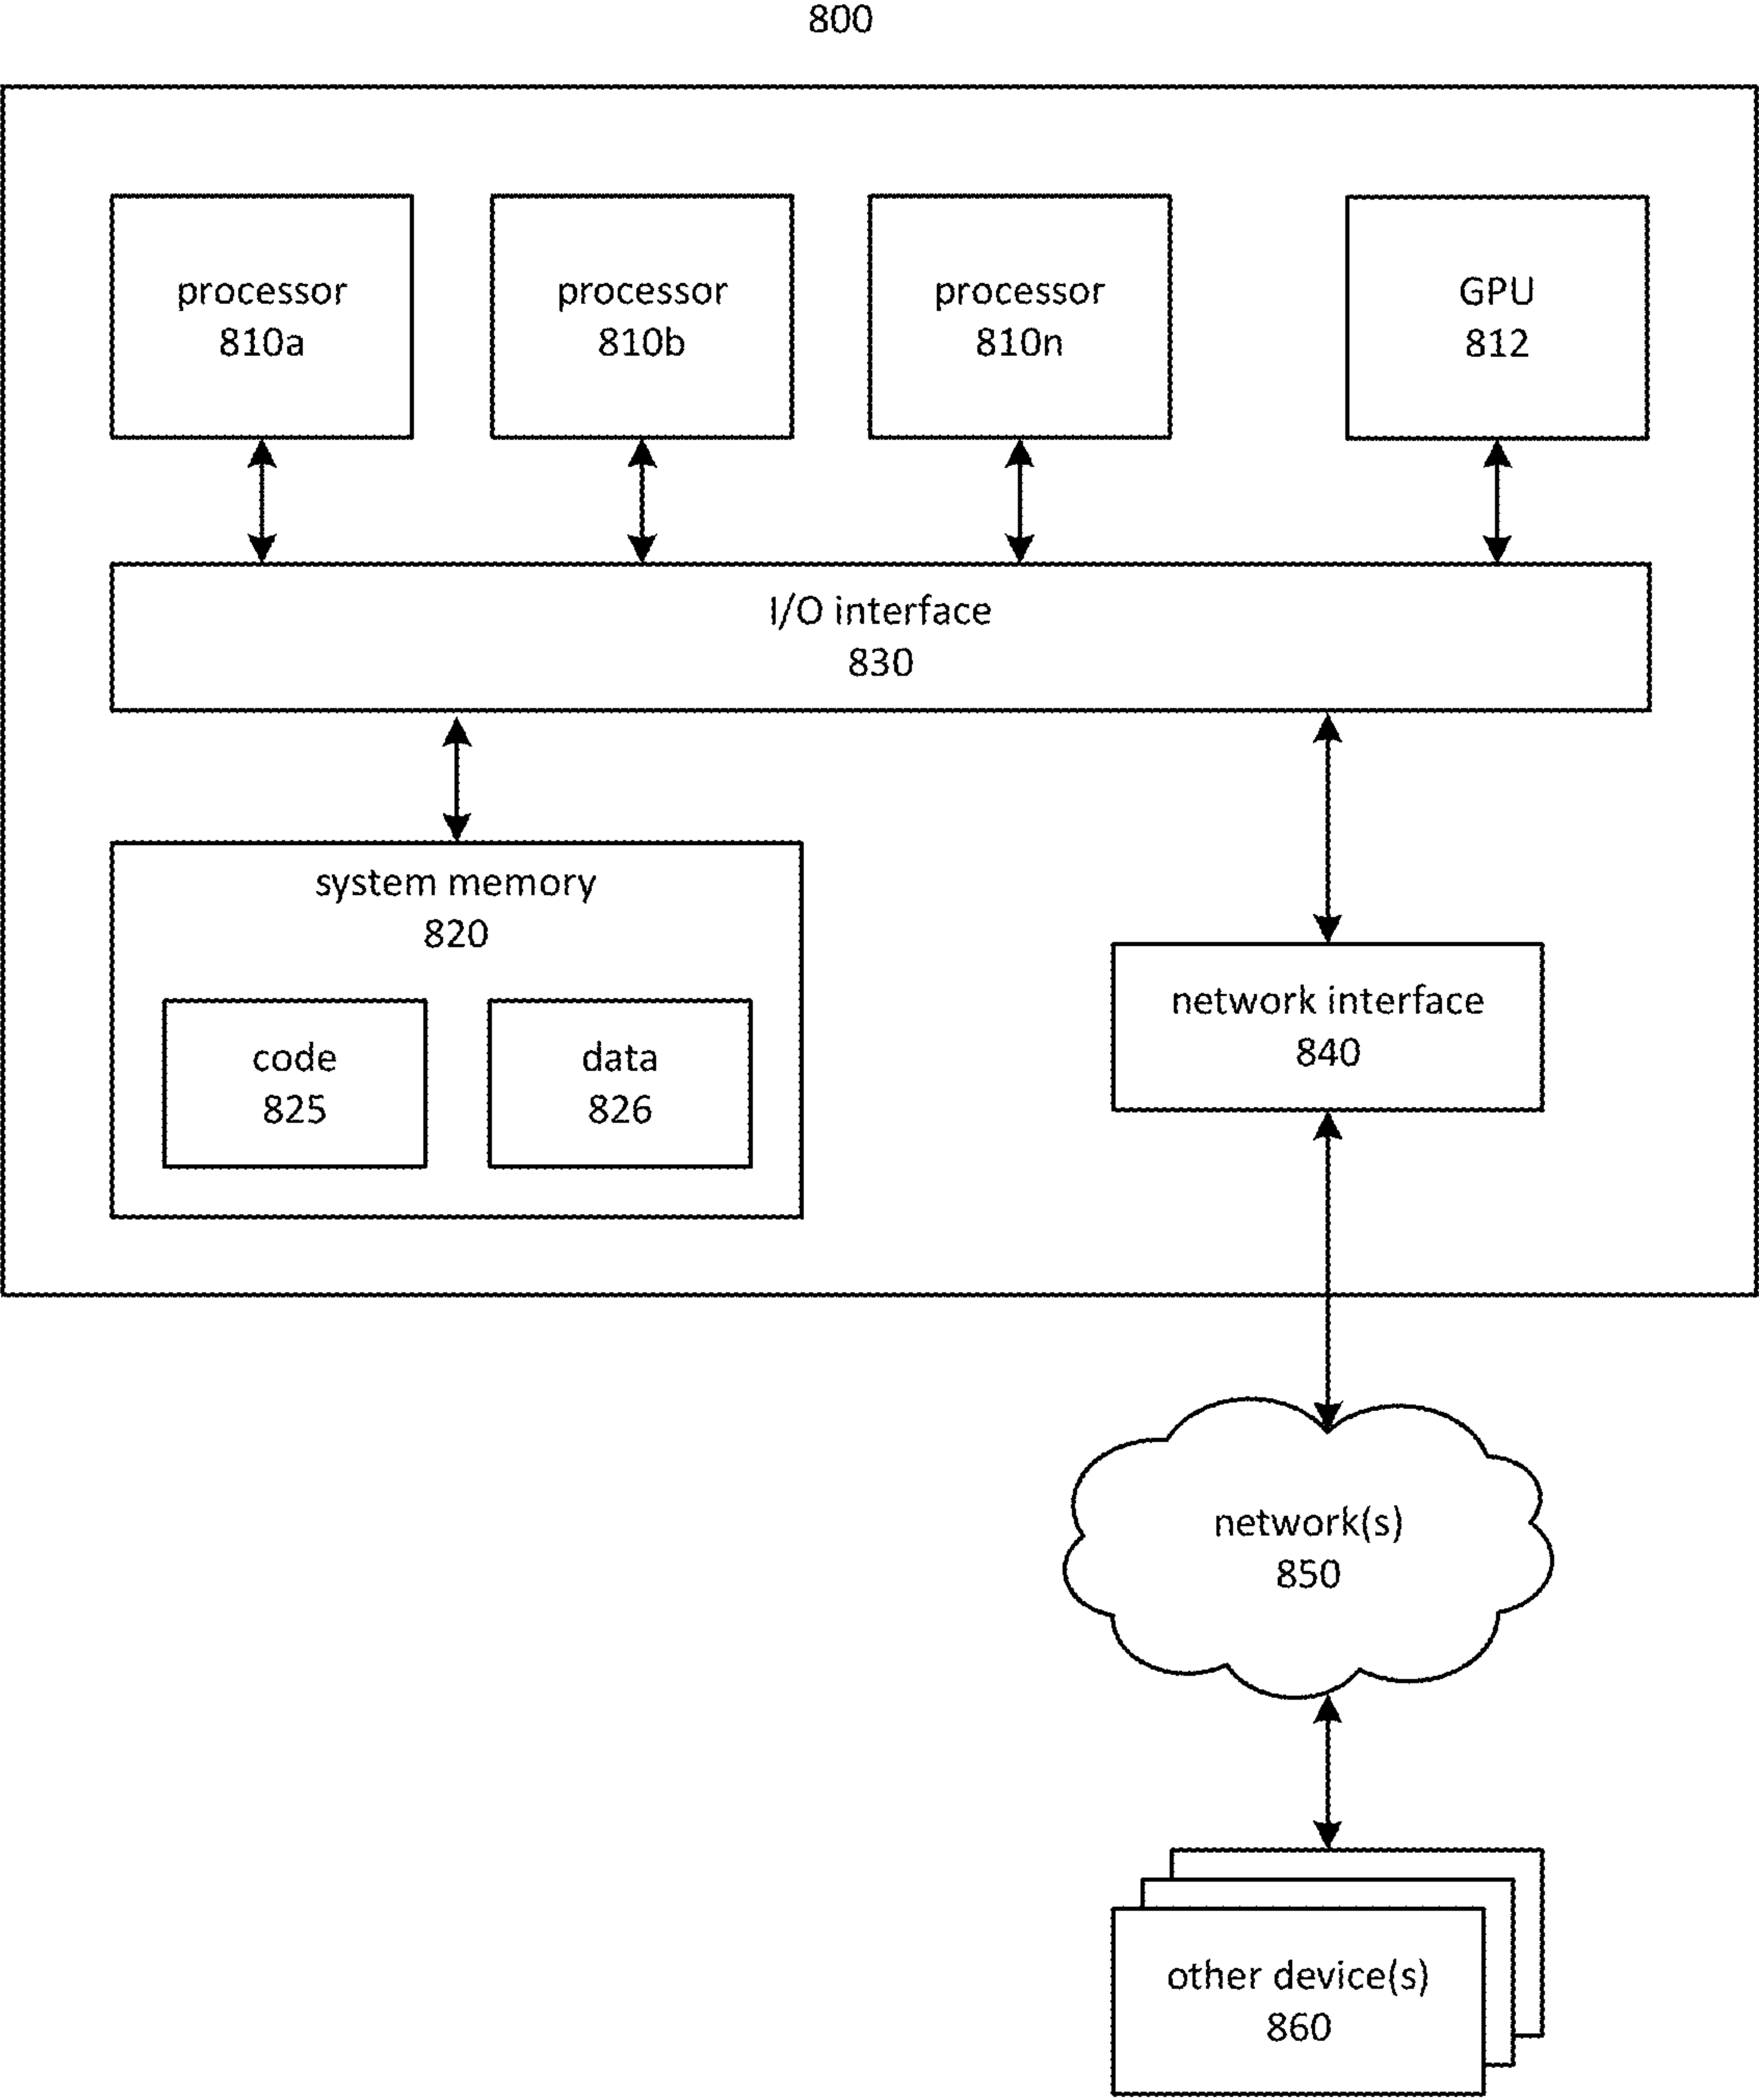 800
processor
810a
processor
810b
processor
810n
GPU
812
I/O interface
830
system memory
820
code
825
data
826
network interface
840
network(s)
850
other device(s)
860